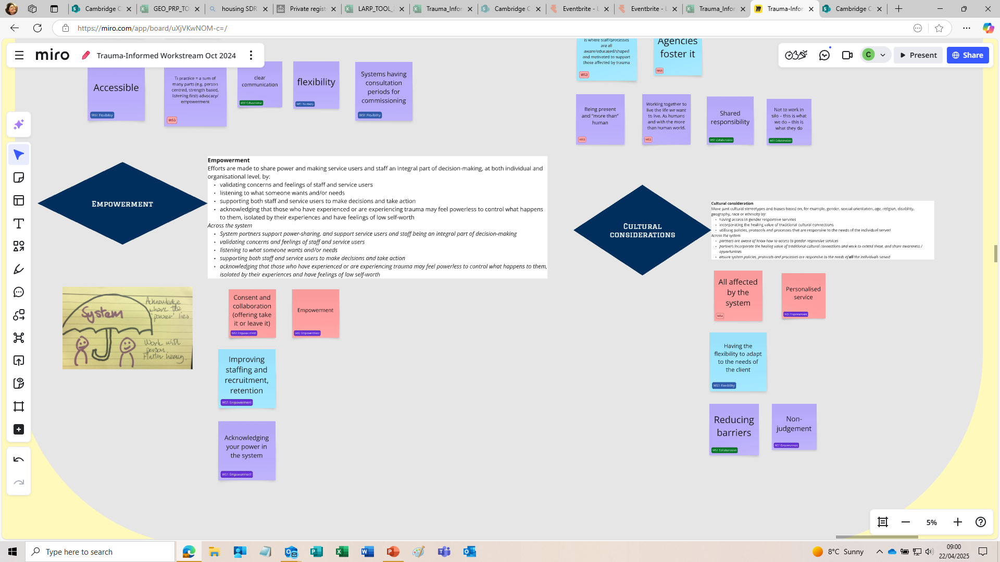 Cambridge C
GEO_PRP_TO
housing SDR
Private regist
LARP_TOOL_
Trauma_Infor
Cambridge C
Eventbrite - L
Eventbrite - L
Trauma_Infor
Trauma-Infor
Cambridge C
https://miro.com/app/board/uXjVKwNOM-c=/
miro
Trauma-Informed Workstream Oct 2024
C
Present
Share
is where staff/processes
are all
aware/educated/shaped
and motivated to support
those affected by trauma
WS3
Agencies
foster it
WS3
Accessible
WS1 Flexibility
Ti practice = a sum of
many parts (e.g. person
centred, strength based,
listening first) advocacy/
empowerment
WS3
clear
communication
WS1 Collaboration
flexibility
WS1 Flexibility
Systems having
consultation
periods for
commissioning
WS1 Flexibility
Being present
and "more than"
human
WS3
Working together to
live the life we want
to live. As humans
and with the more
than human world.
WS3
Shared
responsibility
WS1 Collaboration
Not to work in
silo – this is what
we do – this is
what they do
WS1 Collaboration
EMPOWERMENT
Empowerment
Efforts are made to share power and making service users and staff an integral part of decision-making, at both individual and
organisational level, by:
• validating concerns and feelings of staff and service users
• listening to what someone wants and/or needs
• supporting both staff and service users to make decisions and take action
• acknowledging that those who have experienced or are experiencing trauma may feel powerless to control what happens
to them, isolated by their experiences and have feelings of low self-worth
Across the system
• System partners support power-sharing, and support service users and staff being an integral part of decision-making
• validating concerns and feelings of staff and service users
• listening to what someone wants and/or needs
• supporting both staff and service users to make decisions and take action
• acknowledging that those who have experienced or are experiencing trauma may feel powerless to control what happens to them,
isolated by their experiences and have feelings of low self-worth
System
Acknowledge
where the
'power' lies
Work with
person.
Flatter hierarchy.
Consent and
collaboration
(offering take
it or leave it)
WS1 Empowerment
Empowerment
WS1 Empowerment
Improving
staffing and
recruitment,
retention
WS1 Empowerment
Acknowledging
your power in
the system
WS1 Empowerment
CULTURAL
CONSIDERATIONS
Cultural consideration
Move past cultural stereotypes and biases based on, for example, gender, sexual orientation, age, religion, disability,
geography, race or ethnicity by:
• having access to gender responsive services
• incorporating the healing value of traditional cultural connections
• utilising policies, protocols and processes that are responsive to the needs of the individual served
Across the system
• partners are aware of know how to access to gender responsive services
• partners incorporate the healing value of traditional cultural connections and work to extend these, and share awareness /
opportunities
• ensure system policies, protocols and processes are responsive to the needs of all the individuals served
All affected
by the
system
WS3
Personalised
service
WS1 Empowerment
Having the
flexibility to adapt
to the needs of
the client
WS1 Flexibility
Reducing
barriers
WS1 Collaboration
Non-
judgement
WS1 Empowerment
5%
Type here to search
8°C Sunny
09:00
22/04/2025